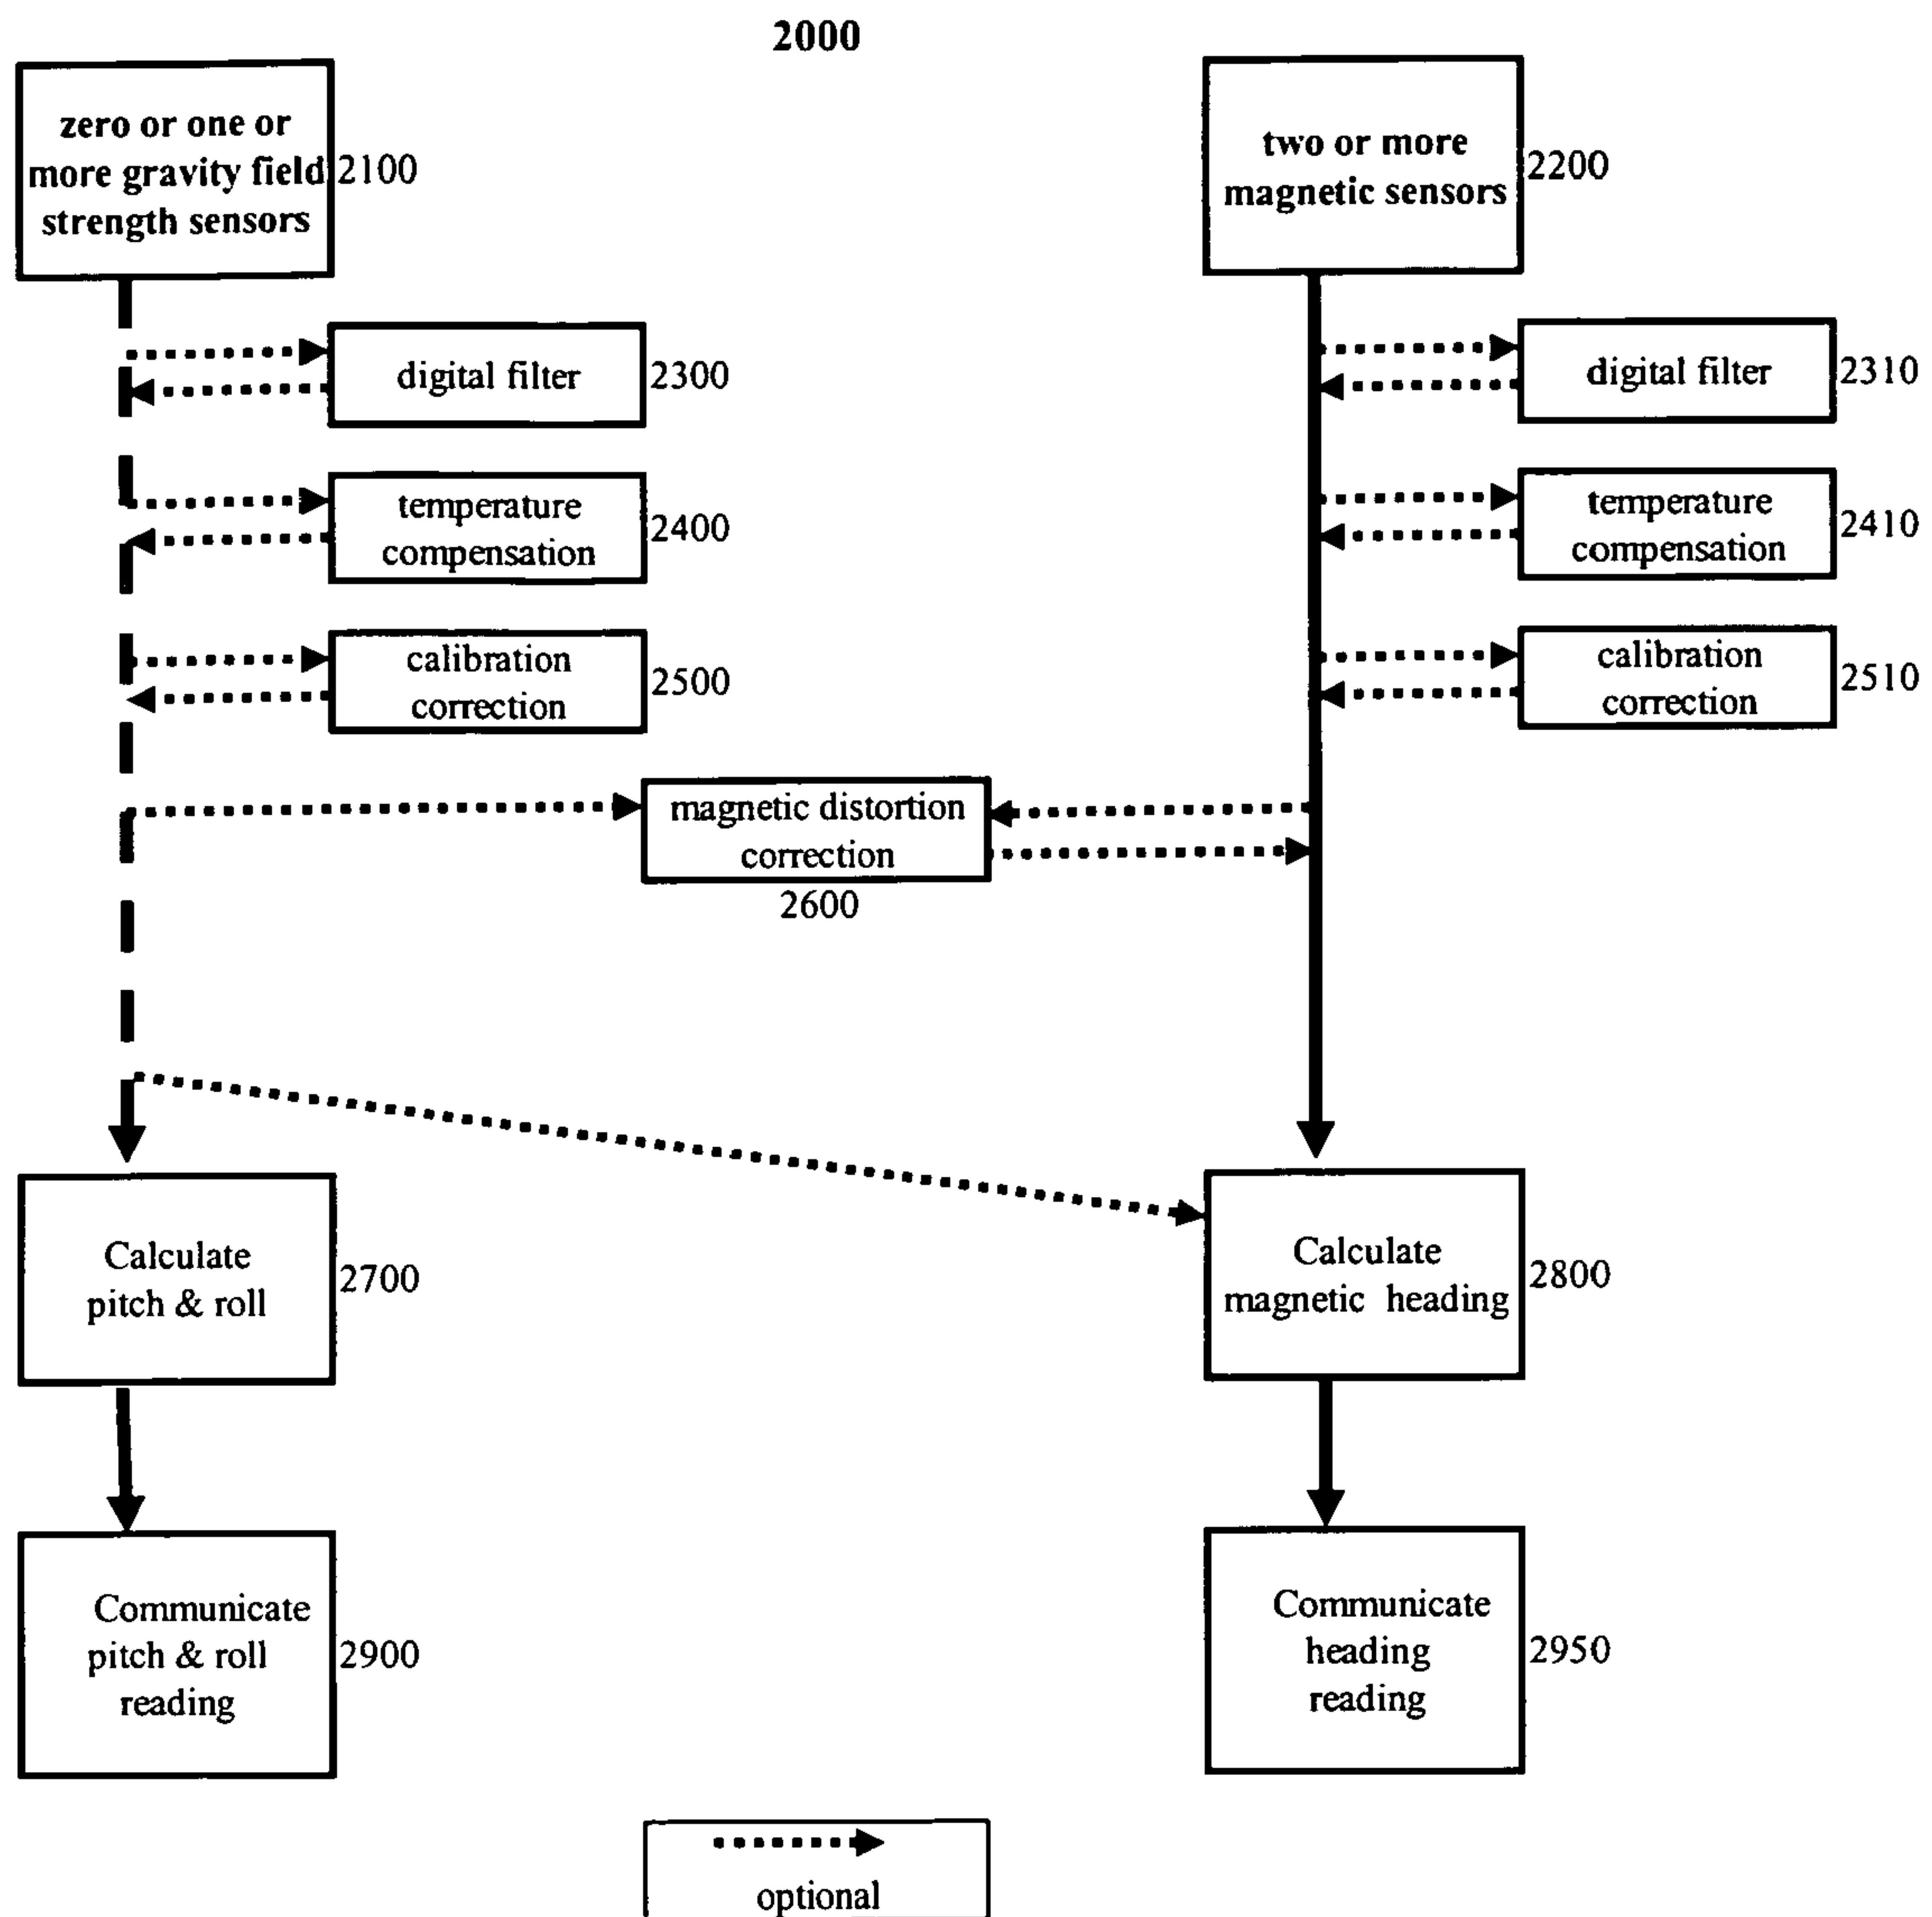 2000
zero or one or
more gravity field
strength sensors
2100
two or more
magnetic sensors
2200
digital filter
2300
digital filter
2310
temperature
compensation
2400
temperature
compensation
2410
calibration
correction
2500
calibration
correction
2510
magnetic distortion
correction
2600
Calculate
pitch & roll
2700
Calculate
magnetic heading
2800
Communicate
pitch & roll
reading
2900
Communicate
heading
reading
2950
optional